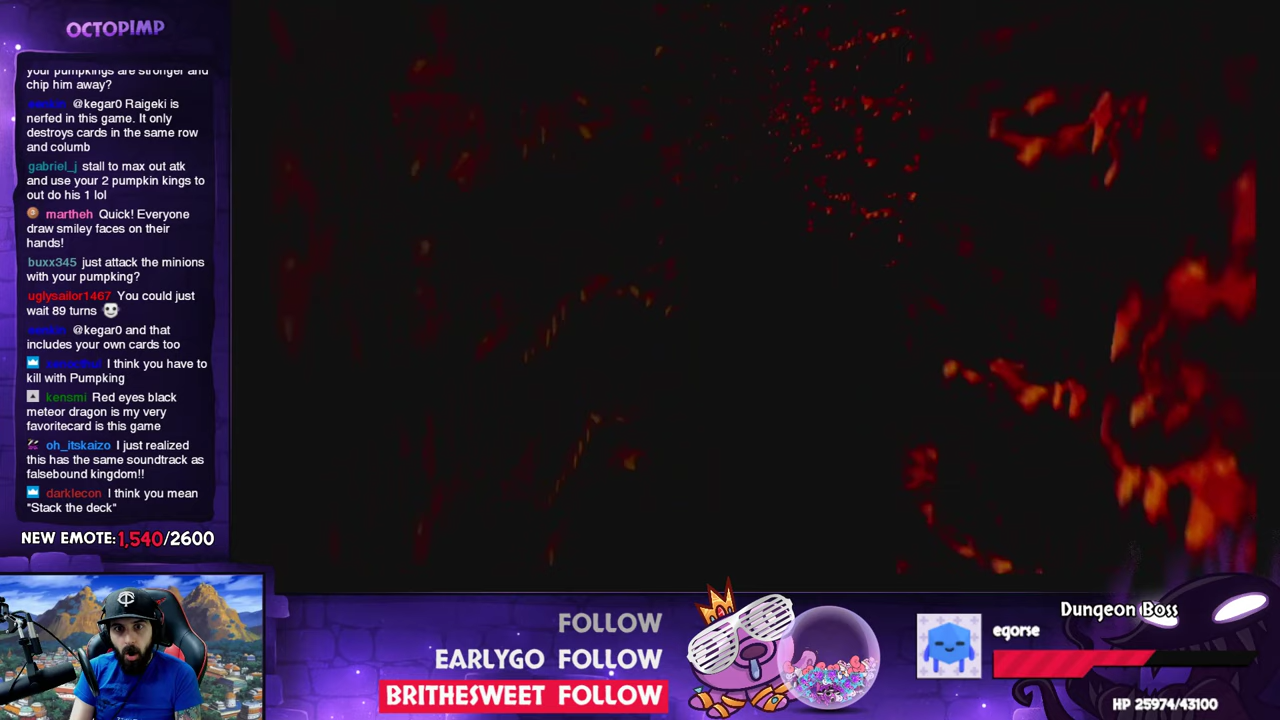 OCTOPIMP
your pumpkings are stronger and
chip him away?
@kegar0 Raigeki is
nerfed in this game. It only
destroys cards in the same row
and columb
gabriel_j stall to max out atk
and use your 2 pumpkin kings to
out do his 1 lol
martheh Quick! Everyone
draw smiley faces on their
hands!
buxx345 just attack the minions
with your pumpking?
uglysailor1467 You could just
wait 89 turns
@kegar0 and that
includes your own cards too
I think you have to
kill with Pumpking
kensmi Red eyes black
meteor dragon is my very
favoritecard is this game
oh_itskaizo I just realized
this has the same soundtrack as
falsebound kingdom!!
darklecon I think you mean
"Stack the deck"
NEW EMOTE: 1,540/2600
FOLLOW
EARLYGO FOLLOW
BRITHESWEET FOLLOW
Dungeon Boss
eqorse
HP 25974/43100